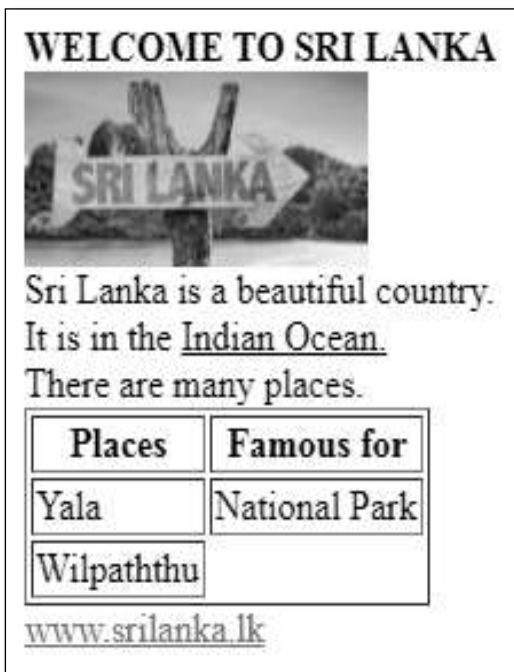 WELCOME TO SRI LANKA
SRI LANKA
Sri Lanka is a beautiful country.
It is in the Indian Ocean.
There are many places.
Places Famous for
Yala National Park
Wilpaththu
www.srilanka.lk